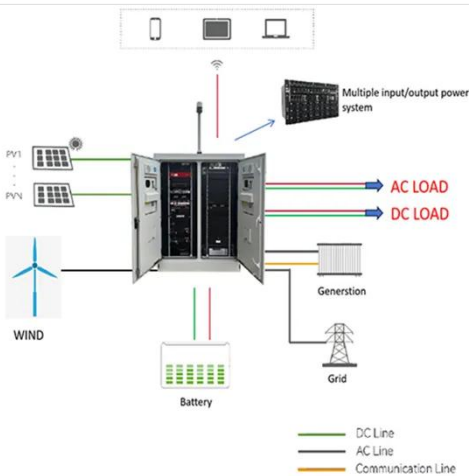 Multiple input/output power
system
PV1
PVN
AC LOAD
DC LOAD
WIND
Generstion
Grid
Battery
DC Line
AC Line
Communication Line